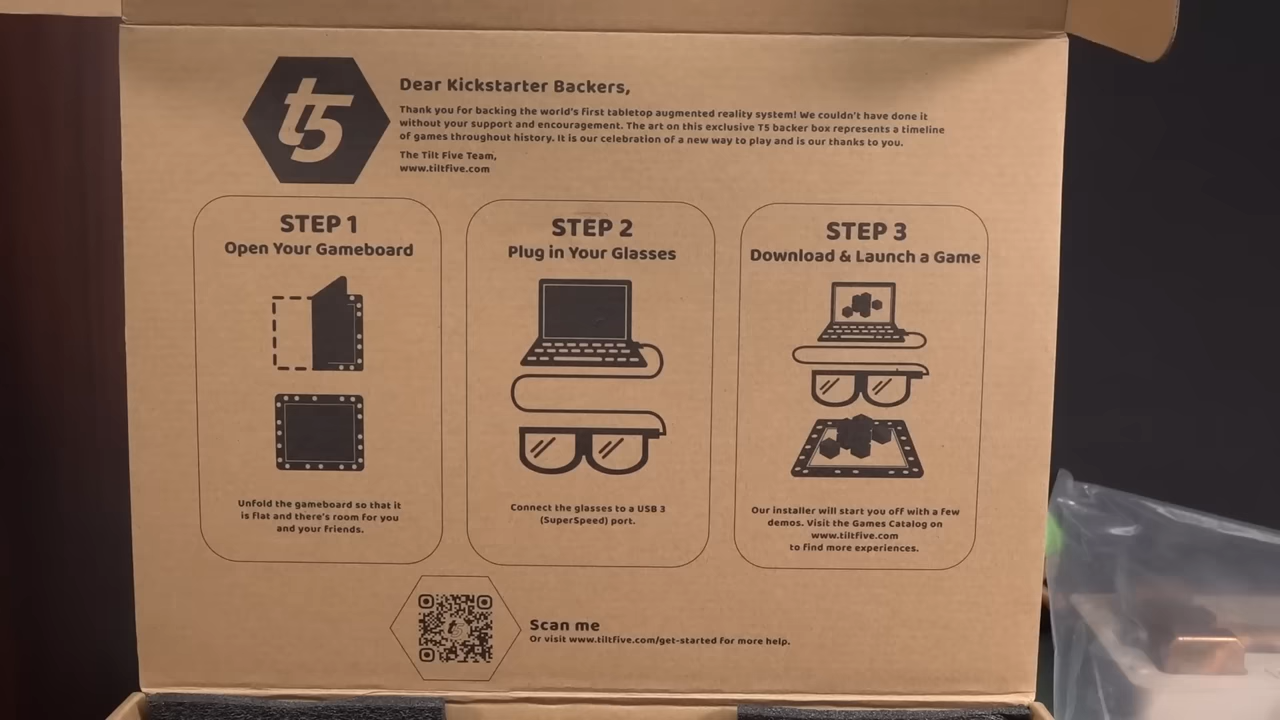 t5
Dear Kickstarter Backers,
Thank you for backing the world's first tabletop augmented reality system! We couldn't have done it
without your support and encouragement. The art on this exclusive T5 backer box represents a timeline
of games throughout history. It is our celebration of a new way to play and is our thanks to you.
The Tilt Five Team,
www.tiltfive.com
STEP 1
Open Your Gameboard
Unfold the gameboard so that it
is flat and there's room for you
and your friends.
STEP 2
Plug in Your Glasses
Connect the glasses to a USB 3
(SuperSpeed) port.
STEP 3
Download & Launch a Game
Our installer will start you off with a few
demos. Visit the Games Catalog on
www.tiltfive.com
to find more experiences.
Scan me
Or visit www.tiltfive.com/get-started for more help.